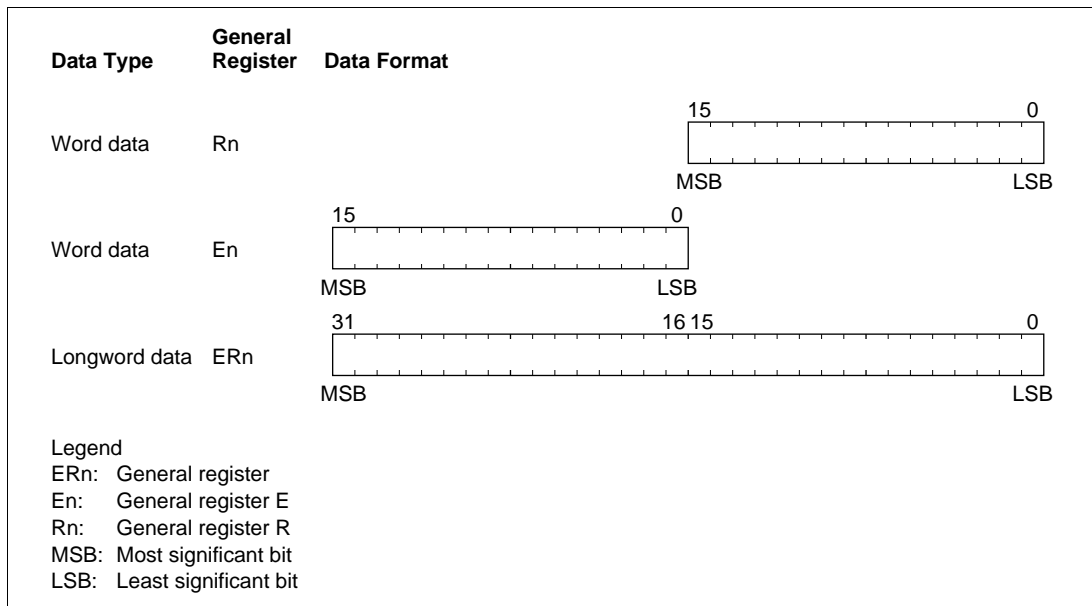 Data Type General Register Data Format
15 0
Word data Rn
MSB LSB
15 0
Word data En
MSB LSB
31 16 15 0
Longword data ERn
MSB LSB
Legend
ERn: General register
En: General register E
Rn: General register R
MSB: Most significant bit
LSB: Least significant bit